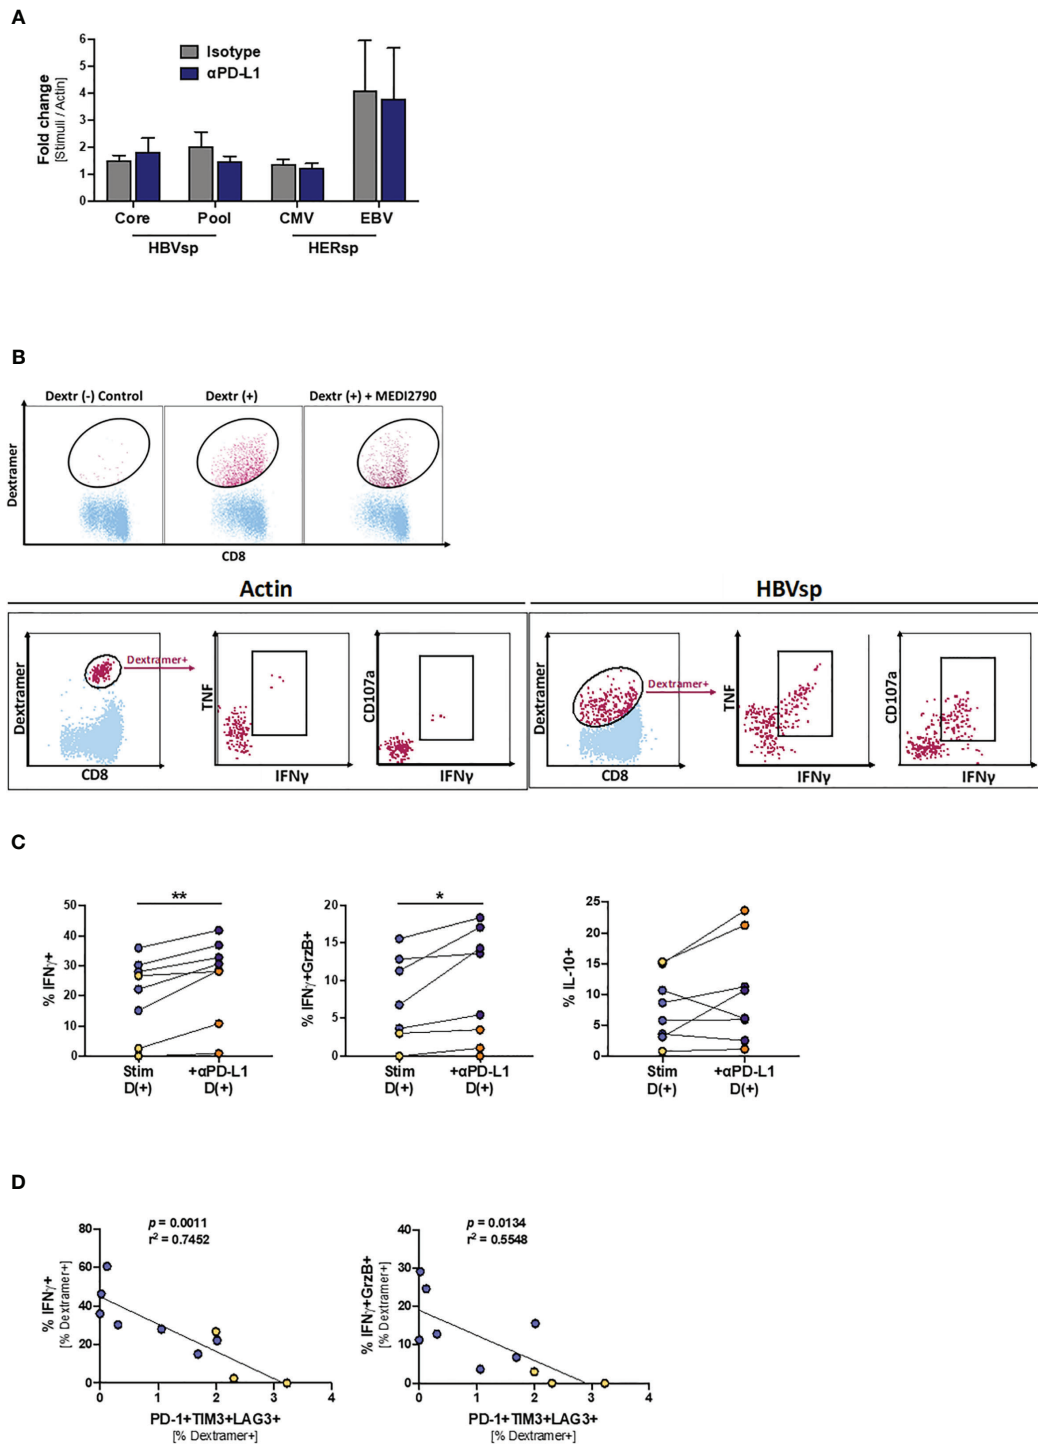 A
6
5
4
3
2
1
0
Fold change
[Stimuli / Actin]
Isotype
αPD-L1
Core
Pool
CMV
EBV
HBVsp
HERsp
B
Dextr (-) Control
Dextr (+)
Dextr (+) + MEDI2790
Dextramer
CD8
Actin
HBVsp
Dextramer
Dextramer+
CD8
TNF
IFNγ
CD107a
IFNγ
Dextramer
Dextramer+
CD8
TNF
IFNγ
CD107a
IFNγ
C
50
40
30
20
10
0
% IFNγ+
**
Stim
D(+)
+αPD-L1
D(+)
20
15
10
5
0
% IFNγ+GrzB+
*
Stim
D(+)
+αPD-L1
D(+)
25
20
15
10
5
0
% IL-10+
Stim
D(+)
+αPD-L1
D(+)
D
80
60
40
20
0
% IFNγ+
[% Dextramer+]
p = 0.0011
r² = 0.7452
0 1 2 3 4
PD-1+TIM3+LAG3+
[% Dextramer+]
40
30
20
10
0
% IFNγ+GrzB+
[% Dextramer+]
p = 0.0134
r² = 0.5548
0 1 2 3 4
PD-1+TIM3+LAG3+
[% Dextramer+]